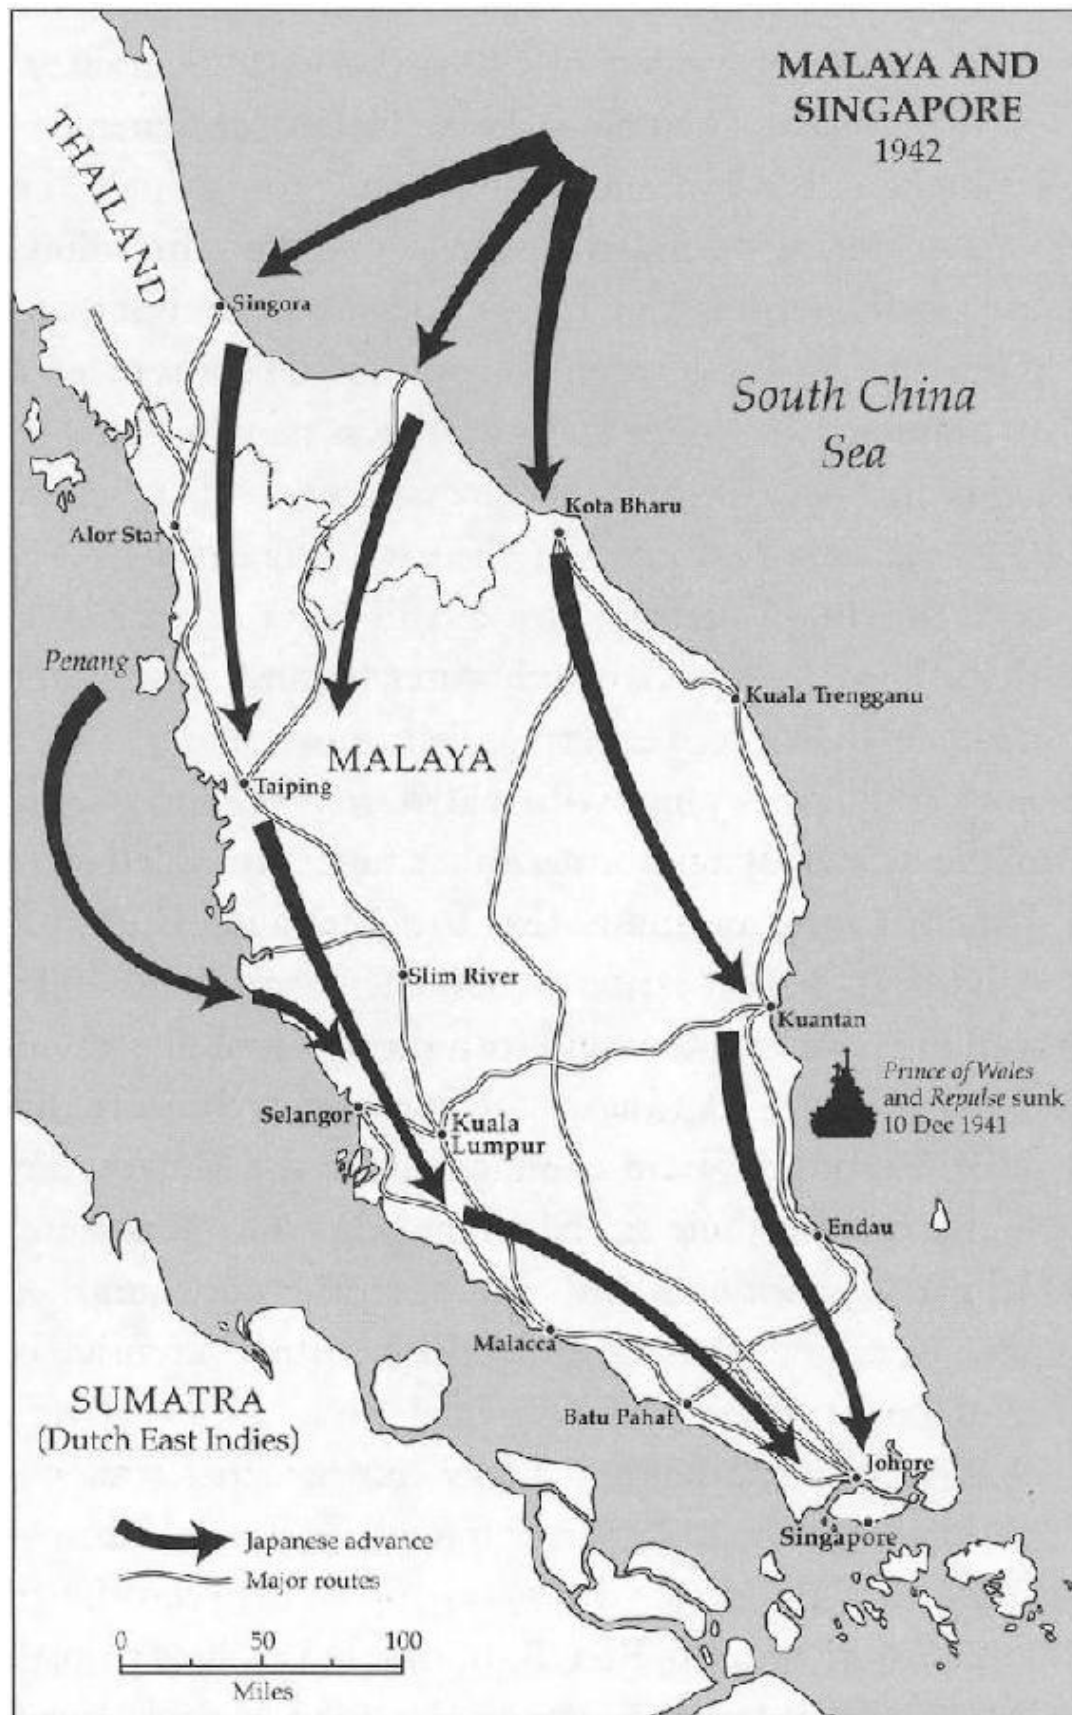 MALAYA AND
SINGAPORE
1942
THAILAND
Singora
South China
Sea
Kota Bharu
Alor Star
Penang
Kuala Trengganu
MALAYA
Taiping
Slim River
Kuantan
Prince of Wales
and Repulse sunk
10 Dec 1941
Selangor
Kuala
Lumpur
Endau
Malacca
SUMATRA
(Dutch East Indies)
Batu Pahat
Johore
Singapore
Japanese advance
Major routes
0 50 100
Miles